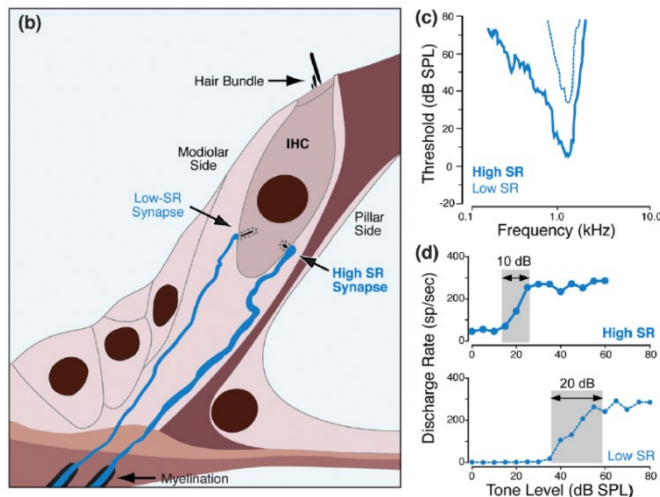 (b)
Hair Bundle
IHC
Modiolar
Side
Low-SR
Synapse
Pillar
Side
High SR
Synapse
Myelination
(c)
Threshold (dB SPL)
80
60
40
20
0
-20
High SR
Low SR
0.1
1.0
10.0
Frequency (kHz)
(d)
Discharge Rate (sp/sec)
400
200
0
10 dB
High SR
0
20
40
60
80
400
200
0
20 dB
Low SR
0
20
40
60
80
Tone Level (dB SPL)